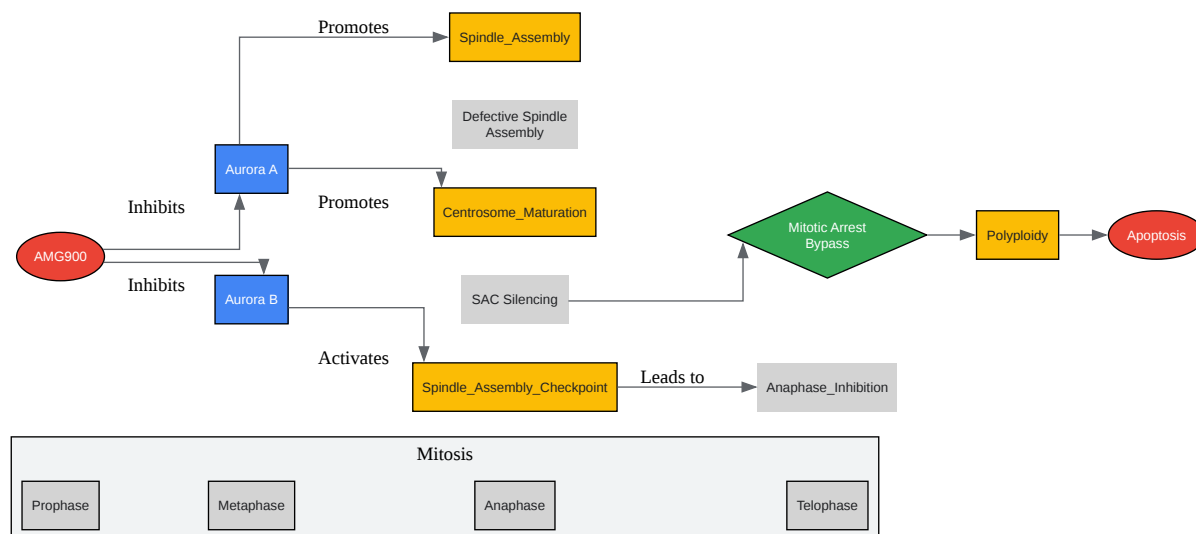 Promotes
Spindle_Assembly
Defective Spindle
Assembly
Aurora A
Promotes
Centrosome_Maturation
Inhibits
AMG900
Inhibits
Aurora B
Mitotic Arrest
Bypass
Polyploidy
Apoptosis
SAC Silencing
Activates
Spindle_Assembly_Checkpoint
Leads to
Anaphase_Inhibition
Mitosis
Prophase
Metaphase
Anaphase
Telophase